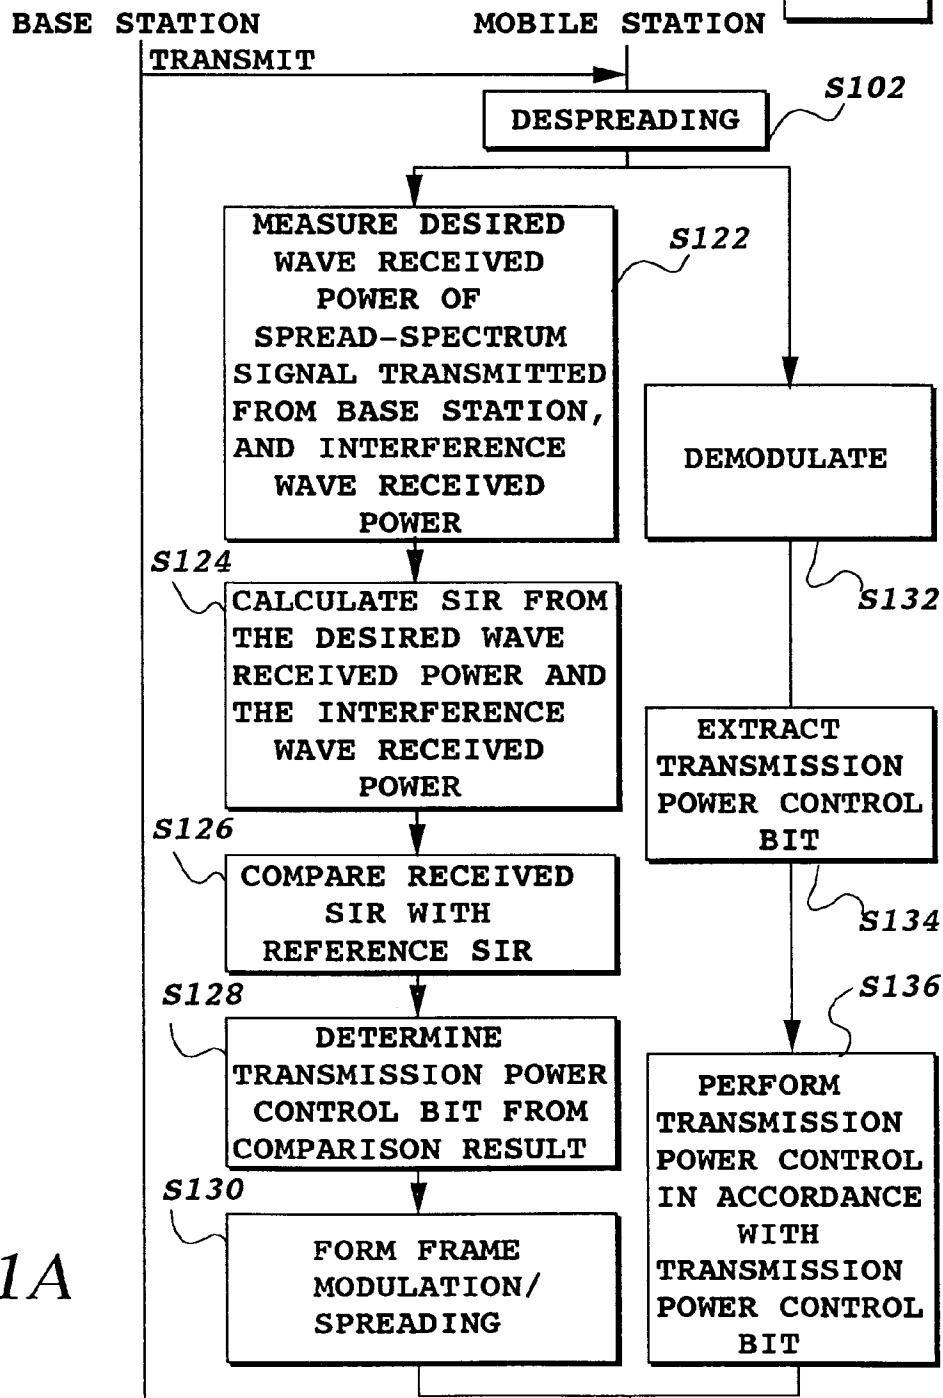 BASE STATION
MOBILE STATION
TRANSMIT
S102
DESPREADING
MEASURE DESIRED
WAVE RECEIVED
POWER OF
SPREAD-SPECTRUM
SIGNAL TRANSMITTED
FROM BASE STATION,
AND INTERFERENCE
WAVE RECEIVED
POWER
S122
DEMODULATE
S132
S124
CALCULATE SIR FROM
THE DESIRED WAVE
RECEIVED POWER AND
THE INTERFERENCE
WAVE RECEIVED
POWER
EXTRACT
TRANSMISSION
POWER CONTROL
BIT
S134
S126
COMPARE RECEIVED
SIR WITH
REFERENCE SIR
S128
DETERMINE
TRANSMISSION POWER
CONTROL BIT FROM
COMPARISON RESULT
S136
PERFORM
TRANSMISSION
POWER CONTROL
IN ACCORDANCE
WITH
TRANSMISSION
POWER CONTROL
BIT
S130
FORM FRAME
MODULATION/
SPREADING
1A